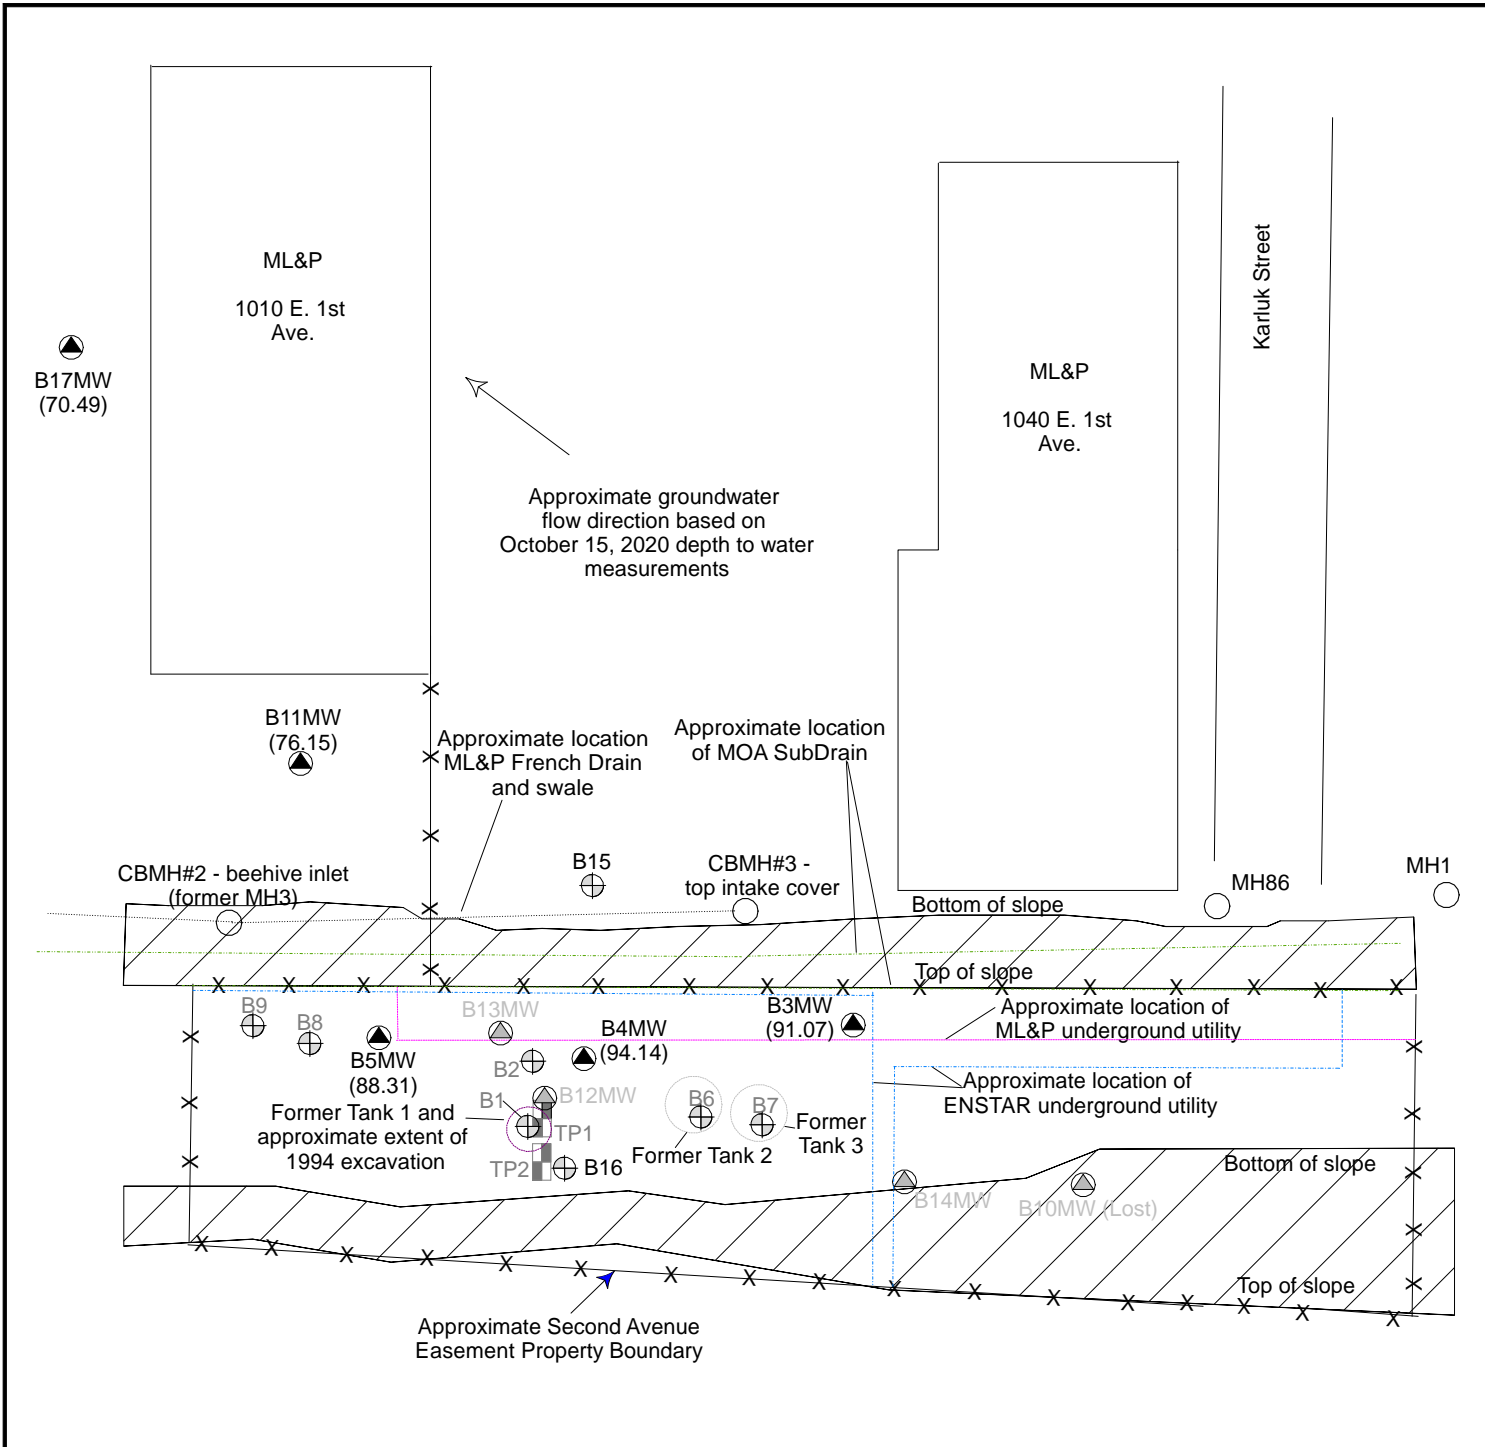 ML&P
1010 E. 1st
Ave.
B17MW
(70.49)
Karluk Street
ML&P
1040 E. 1st
Ave.
Approximate groundwater
flow direction based on
October 15, 2020 depth to water
measurements
B11MW
(76.15)
Approximate location
ML&P French Drain
and swale
Approximate location
of MOA SubDrain
CBMH#2 - beehive inlet
(former MH3)
B15
CBMH#3 -
top intake cover
MH86
MH1
Bottom of slope
Top of slope
B9
B8
B5MW
(88.31)
B13MW
B2
B4MW
(94.14)
B3MW
(91.07)
Approximate location of
ML&P underground utility
Approximate location of
ENSTAR underground utility
B1
B12MW
Former Tank 1 and
approximate extent of
1994 excavation
TP1
TP2
B16
B6
B7
Former Tank 2
Former
Tank 3
B14MW
B10MW (Lost)
Bottom of slope
Top of slope
Approximate Second Avenue
Easement Property Boundary